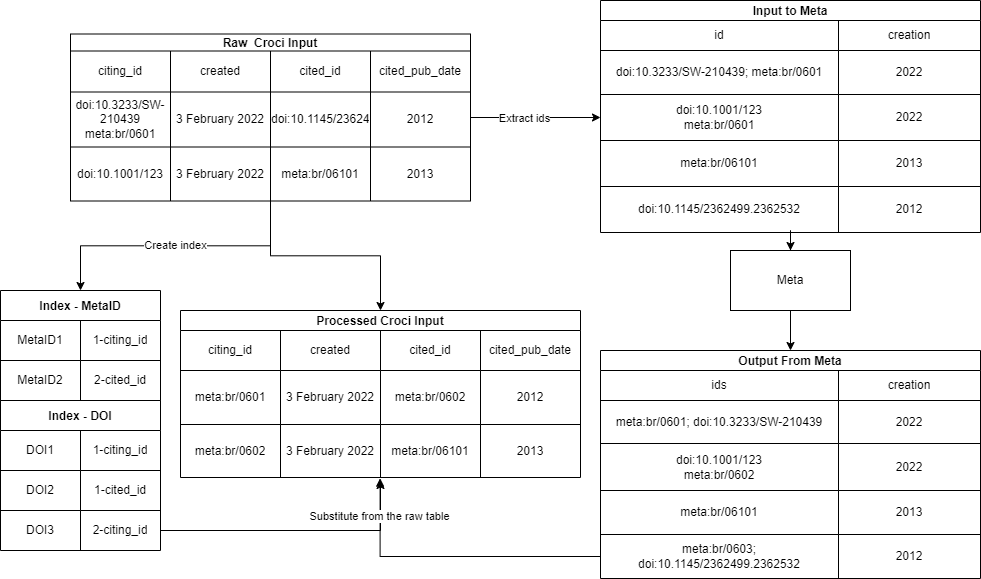 Raw Croci Input
citing_id created cited_id cited_pub_date
doi:10.3233/SW-
210439
meta:br/0601
3 February 2022
doi:10.1145/23624
2012
doi:10.1001/123 3 February 2022 meta:br/06101 2013
Extract ids
Input to Meta
id creation
doi:10.3233/SW-210439; meta:br/0601 2022
doi:10.1001/123
meta:br/0601
2022
meta:br/06101 2013
doi:10.1145/2362499.2362532 2012
Create index
Meta
Index - MetaID
MetaID1 1-citing_id
MetaID2 2-cited_id
Index - DOI
DOI1 1-citing_id
DOI2 1-cited_id
DOI3 2-citing_id
Processed Croci Input
citing_id created cited_id cited_pub_date
meta:br/0601 3 February 2022 meta:br/0602 2012
meta:br/0602 3 February 2022 meta:br/06101 2013
Substitute from the raw table
Output From Meta
ids creation
meta:br/0601; doi:10.3233/SW-210439 2022
doi:10.1001/123
meta:br/0602
2022
meta:br/06101 2013
meta:br/0603;
doi:10.1145/2362499.2362532
2012